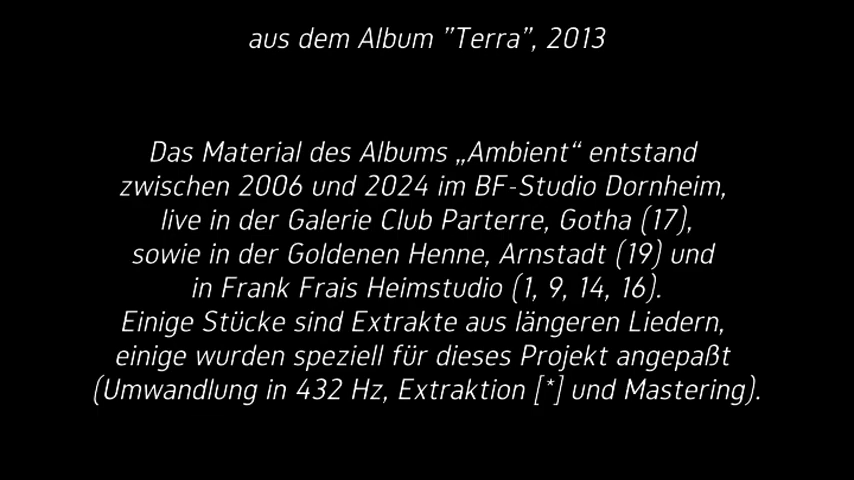 aus dem Album ”Terra”, 2013
Das Material des Albums „Ambient“ entstand
zwischen 2006 und 2024 im BF-Studio Dornheim,
live in der Galerie Club Parterre, Gotha (17),
sowie in der Goldenen Henne, Arnstadt (19) und
in Frank Frais Heimstudio (1, 9, 14, 16).
Einige Stücke sind Extrakte aus längeren Liedern,
einige wurden speziell für dieses Projekt angepaßt
(Umwandlung in 432 Hz, Extraktion [*] und Mastering).